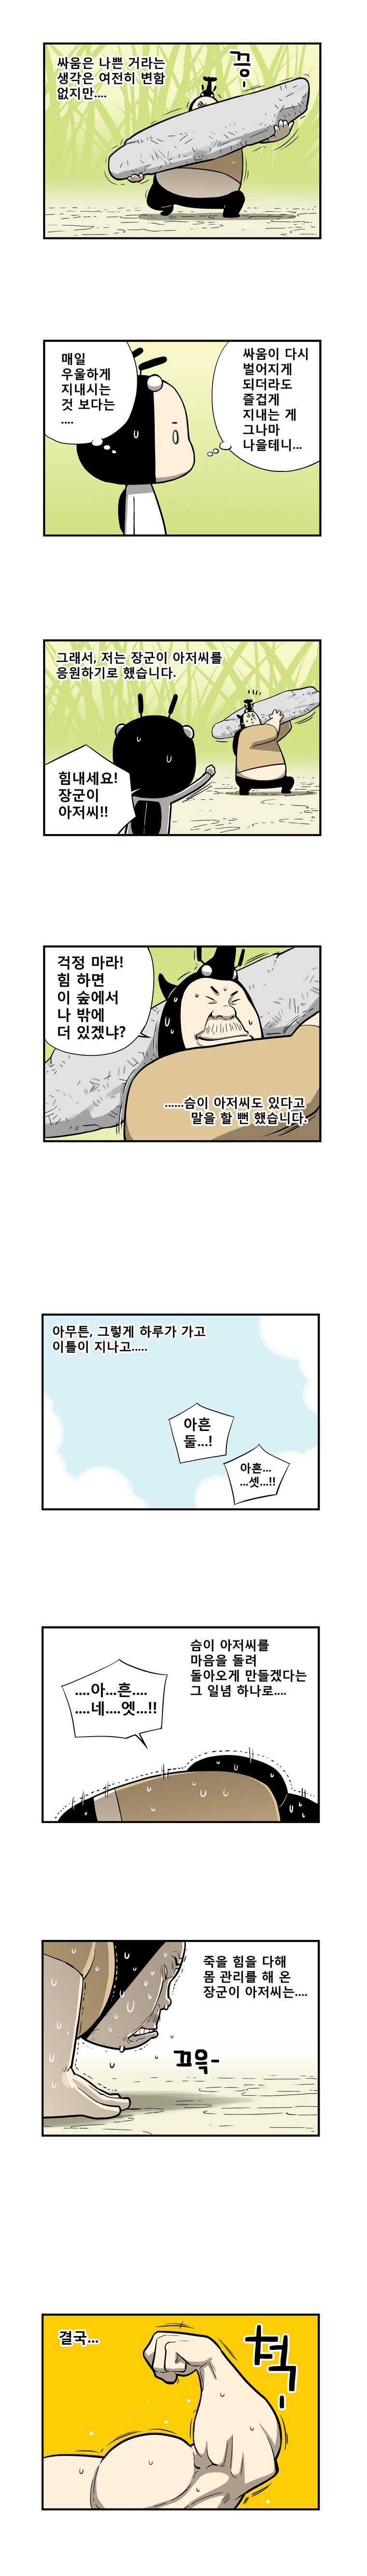 싸움은 나쁜 거라는
생각은 여전히 변함
없지만....
끙-
매일
우울하게
지내시는
것 보다는
....
싸움이 다시
벌어지게
되더라도
즐겁게
지내는 게
그나마
나을테니...
그래서, 저는 장군이 아저씨를
응원하기로 했습니다.
힘내세요!
장군이
아저씨!!
걱정 마라!
힘 하면
이 숲에서
나 밖에
더 있겠냐?
......슴이 아저씨도 있다고
말을 할 뻔 했습니다.
아무튼, 그렇게 하루가 가고
이틀이 지나고.....
아흔
둘...!
아흔...
...셋...!!
슴이 아저씨를
마음을 돌려
돌아오게 만들겠다는
그 일념 하나로....
....아...흔....
....네....엣...!!
죽을 힘을 다해
몸 관리를 해 온
장군이 아저씨는....
끄윽-
결국...
척-